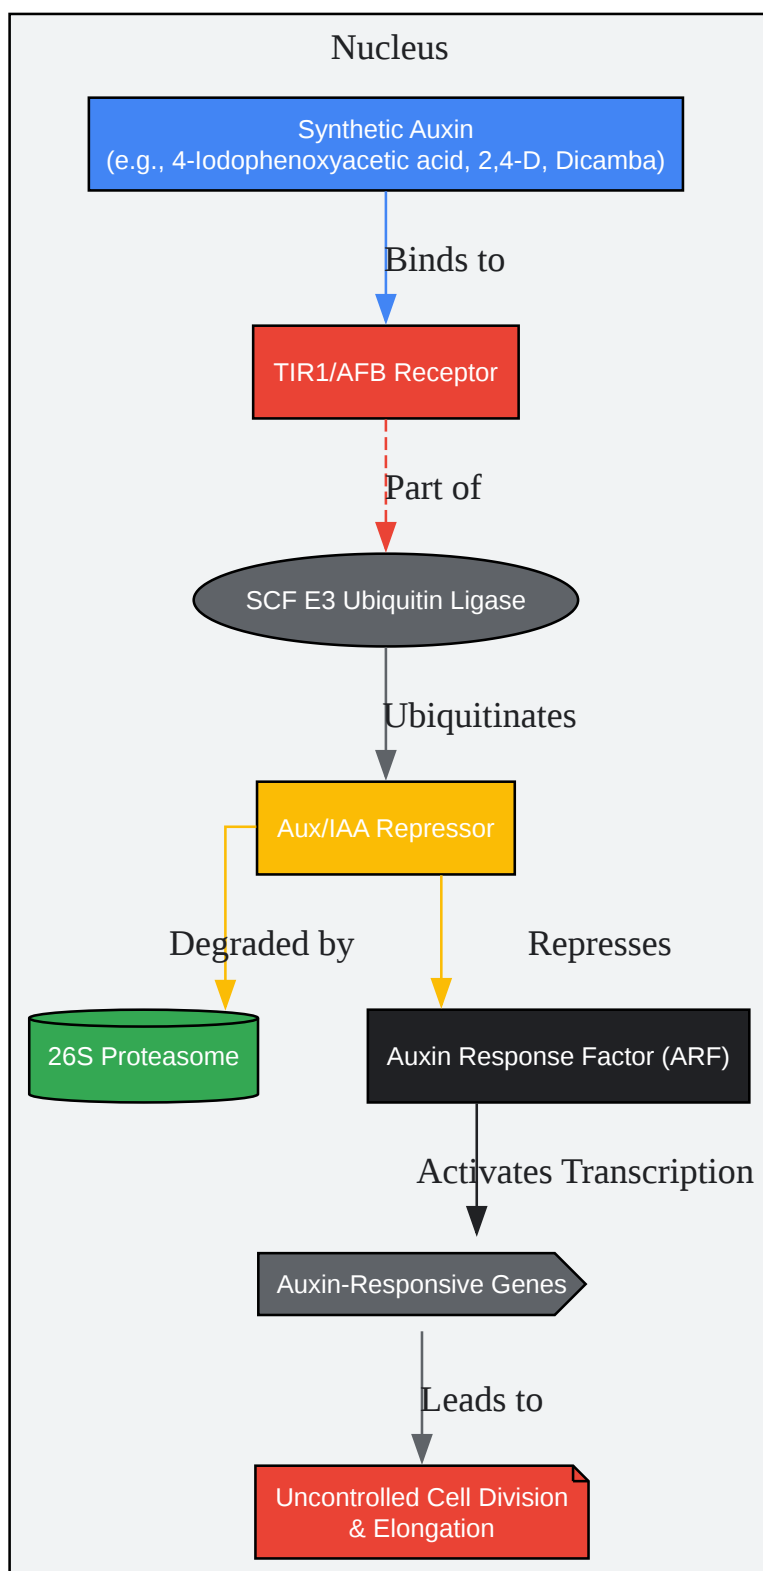 Nucleus
Synthetic Auxin
(e.g., 4-Iodophenoxyacetic acid, 2,4-D, Dicamba)
Binds to
TIR1/AFB Receptor
Part of
SCF E3 Ubiquitin Ligase
Ubiquitinates
Aux/IAA Repressor
Degraded by
Represses
26S Proteasome
Auxin Response Factor (ARF)
Activates Transcription
Auxin-Responsive Genes
Leads to
Uncontrolled Cell Division
& Elongation